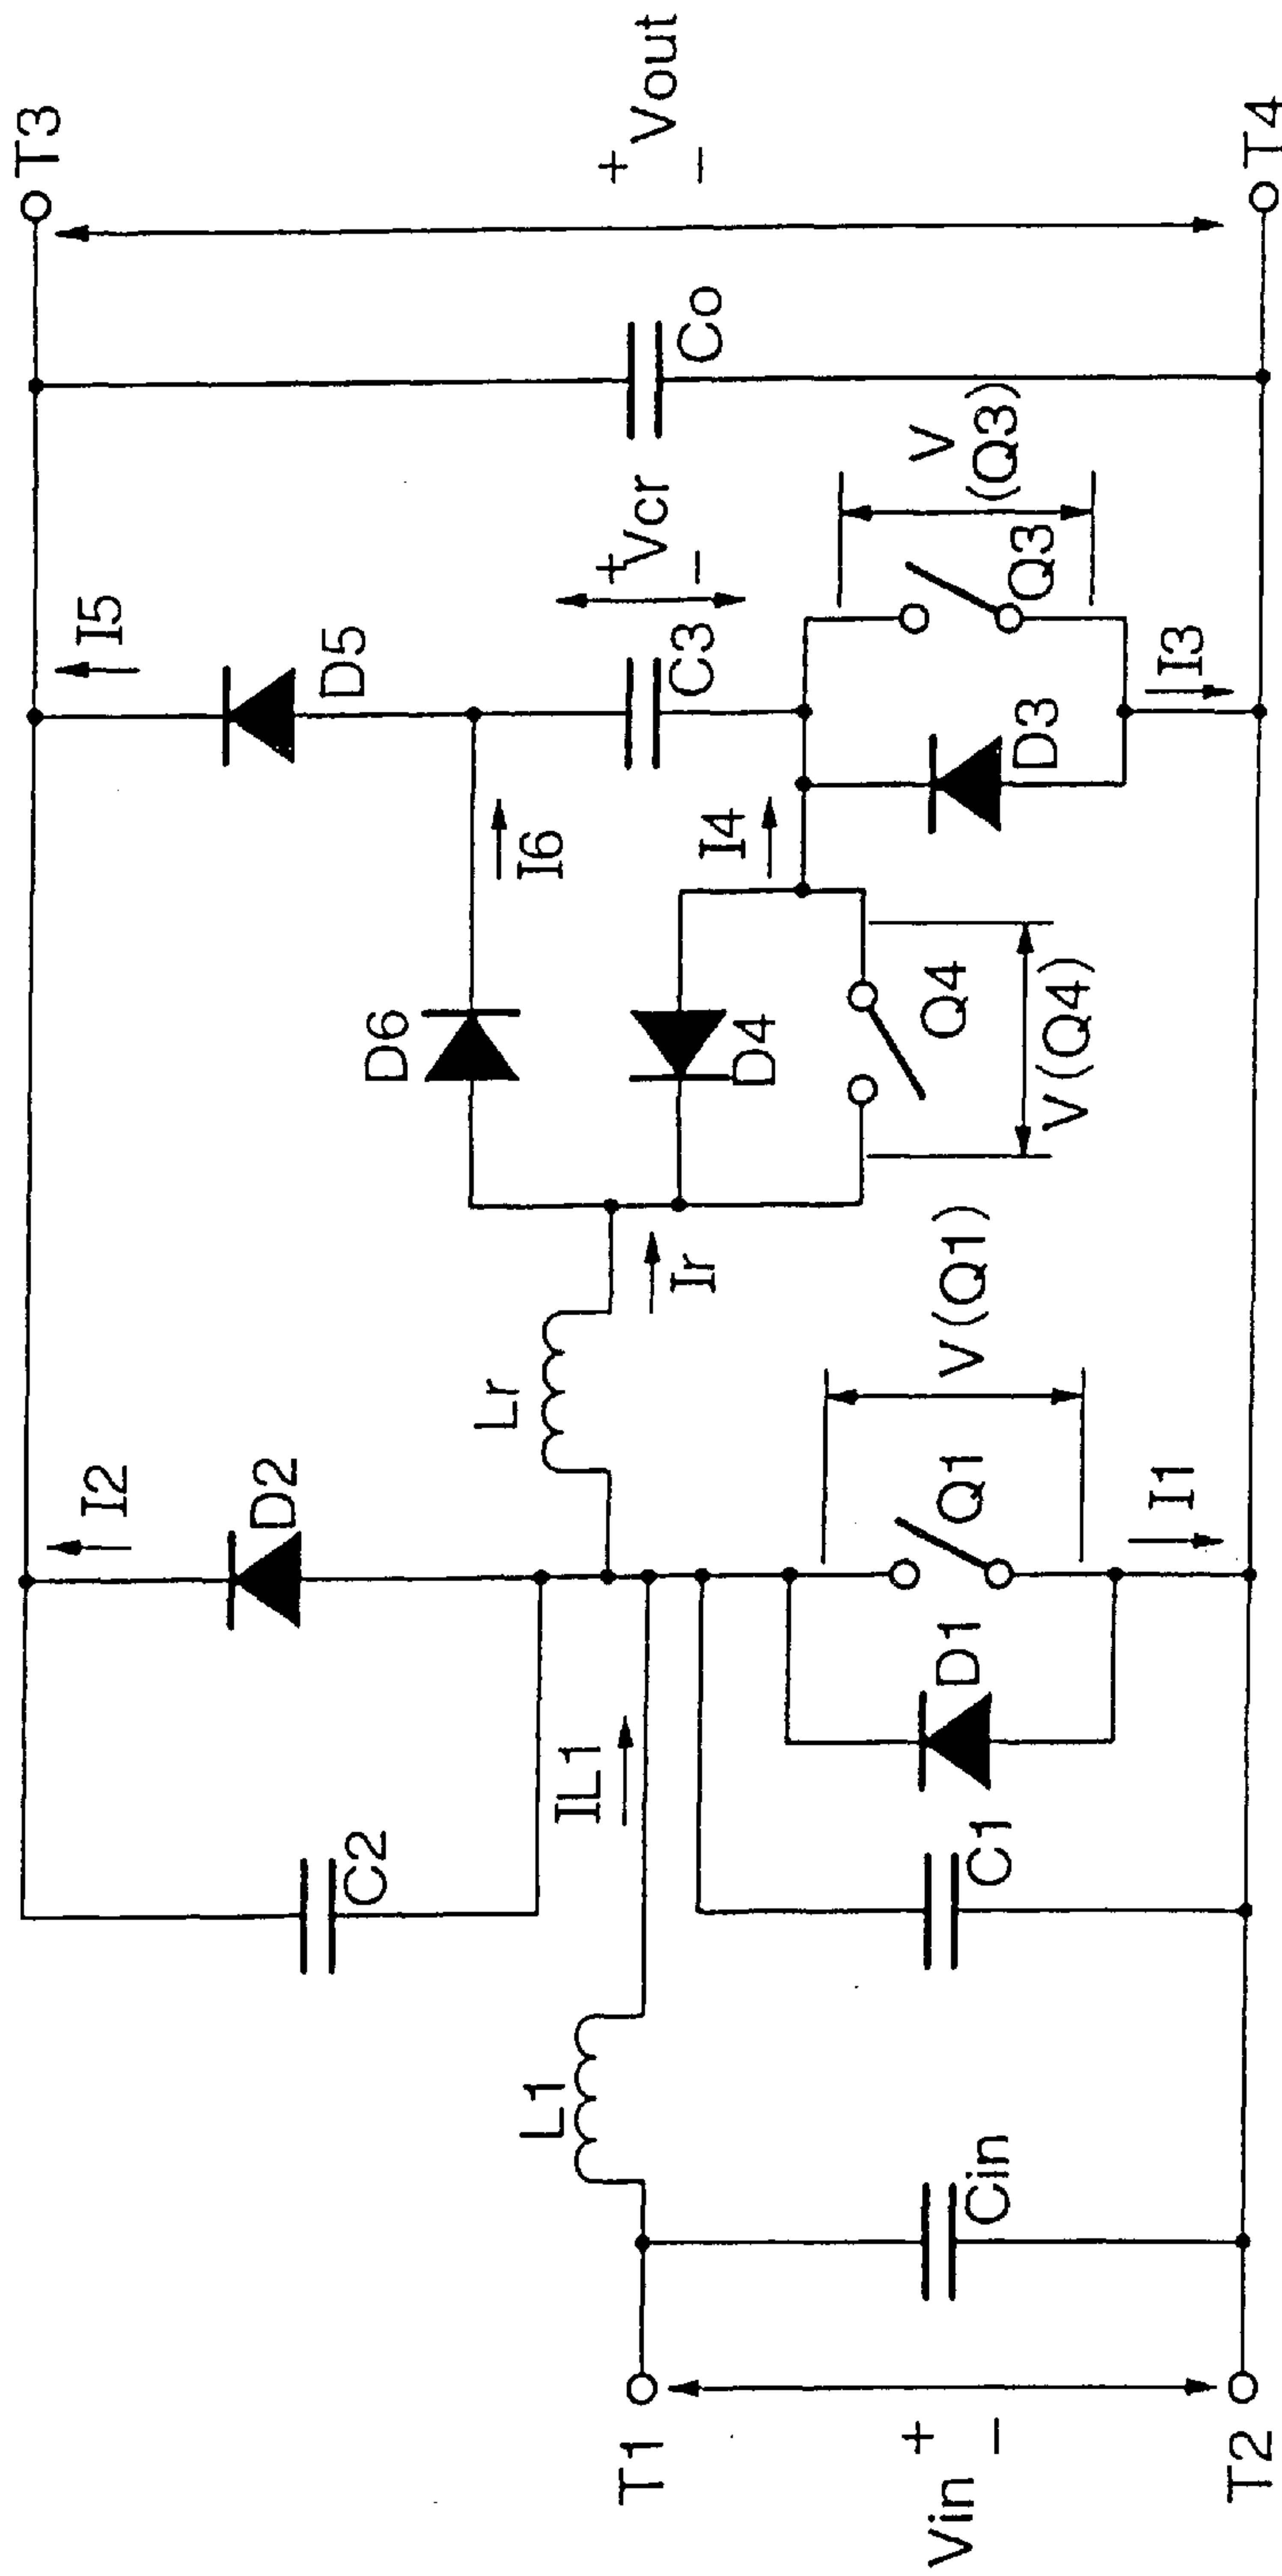 T3
I2
I5
C2
D2
D5
D6
I6
Vout
+
−
L1
IL1
Lr
Ir
D4
I4
C3
+
Vcr
−
Co
T1
Vin
+
−
Cin
C1
D1
Q1
V(Q1)
Q4
V(Q4)
D3
Q3
V
(Q3)
I1
I3
T2
T4